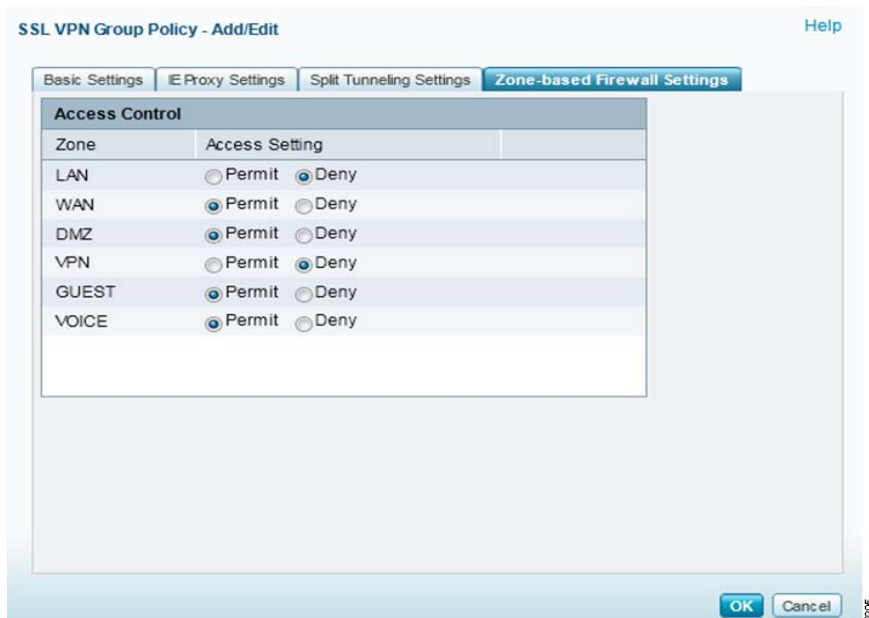 SSL VPN Group Policy - Add/Edit
Help
Basic Settings
IE Proxy Settings
Split Tunneling Settings
Zone-based Firewall Settings
Access Control
Zone Access Setting
LAN Permit Deny
WAN Permit Deny
DMZ Permit Deny
VPN Permit Deny
GUEST Permit Deny
VOICE Permit Deny
OK Cancel